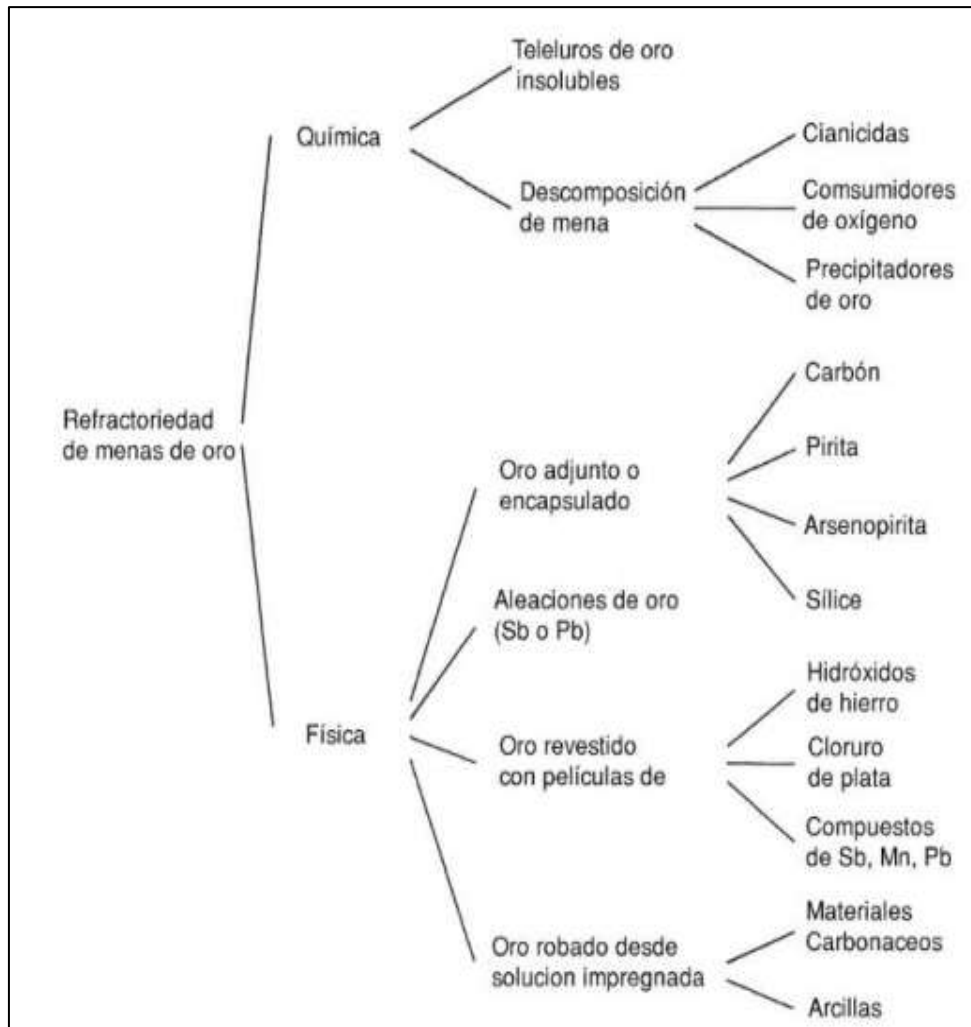 Teleluros de oro
insolubles
Química
Cianicidas
Descomposición
de mena
Comsumidores
de oxígeno
Precipitadores
de oro
Carbón
Refractoriedad
de menas de oro
Pirita
Oro adjunto o
encapsulado
Arsenopirita
Aleaciones de oro
(Sb o Pb)
Sílice
Hidróxidos
de hierro
Física
Oro revestido
con películas de
Cloruro
de plata
Compuestos
de Sb, Mn, Pb
Materiales
Carbonaceos
Oro robado desde
solucion impregnada
Arcillas